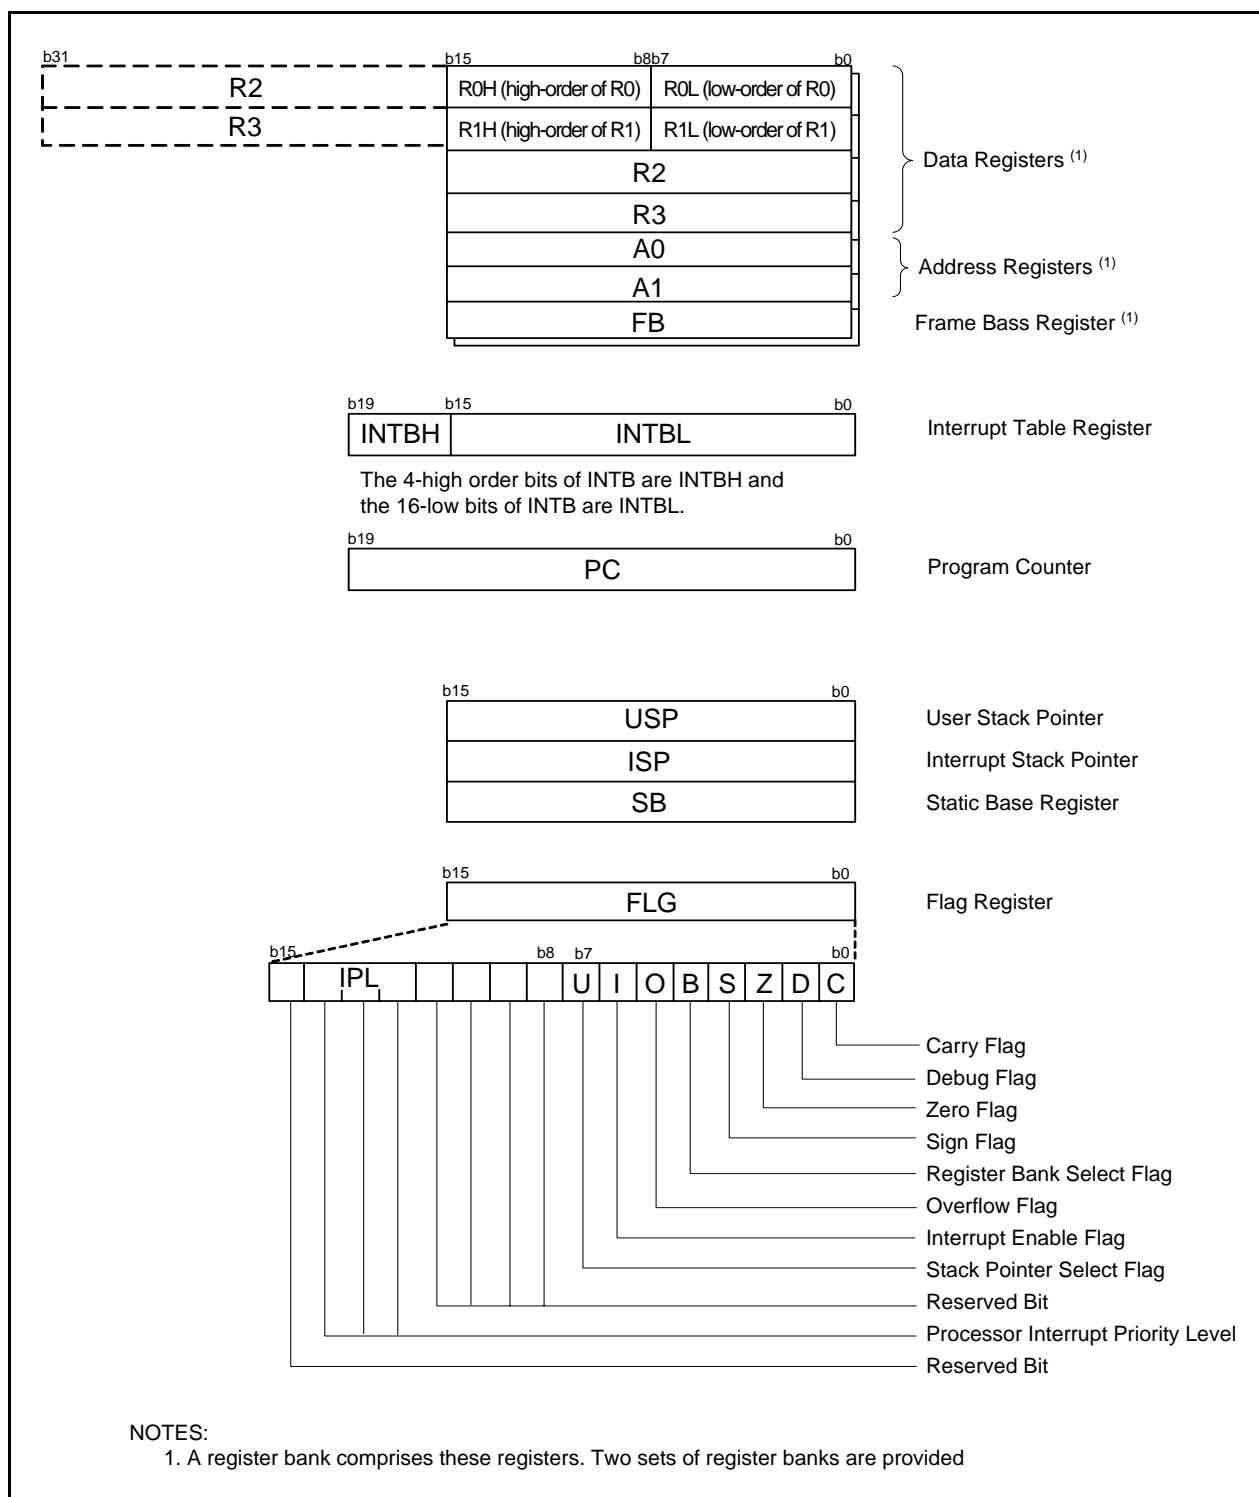 b31 b15 b8b7 b0
R2 R0H (high-order of R0) R0L (low-order of R0)
R3 R1H (high-order of R1) R1L (low-order of R1)
R2
Data Registers (1)
R3
A0
Address Registers (1)
A1
FB Frame Bass Register (1)
b19 b15 b0
INTBH INTBL Interrupt Table Register
The 4-high order bits of INTB are INTBH and
the 16-low bits of INTB are INTBL.
b19 b0
PC Program Counter
b15 b0
USP User Stack Pointer
ISP Interrupt Stack Pointer
SB Static Base Register
b15 b0
FLG Flag Register
b15 b8 b7 b0
IPL U I O B S Z D C
Carry Flag
Debug Flag
Zero Flag
Sign Flag
Register Bank Select Flag
Overflow Flag
Interrupt Enable Flag
Stack Pointer Select Flag
Reserved Bit
Processor Interrupt Priority Level
Reserved Bit
NOTES:
1. A register bank comprises these registers. Two sets of register banks are provided